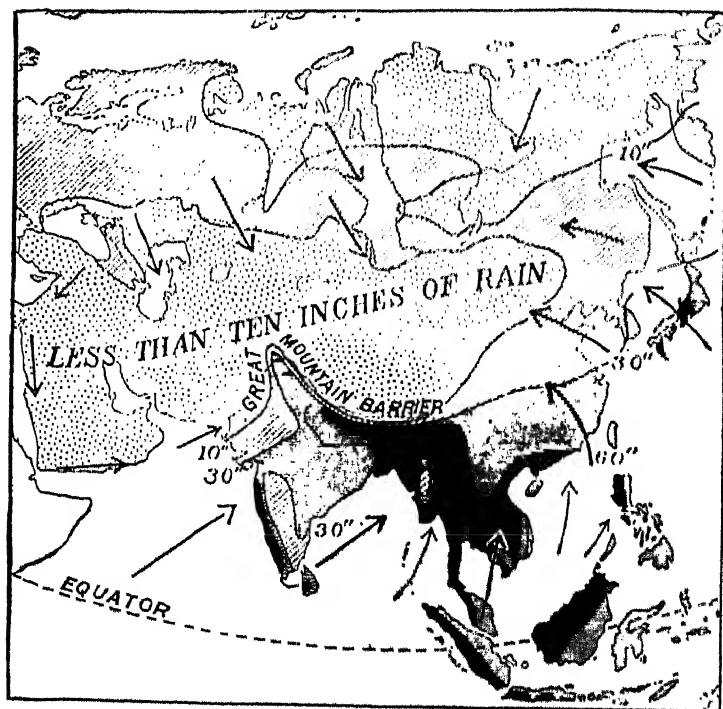 10"
LESS THAN TEN INCHES OF RAIN
GREAT MOUNTAIN BARRIER
30"
10"
30"
60"
30"
EQUATOR